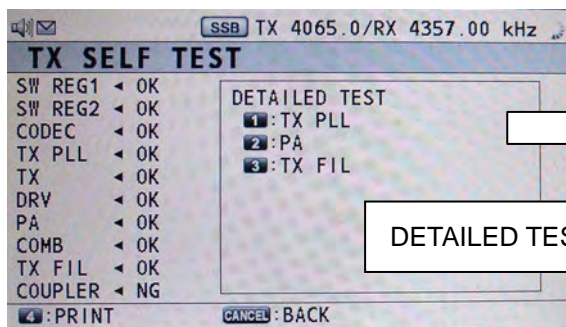 SSB TX 4065.0/RX 4357.00 kHz
TX SELF TEST
SW REG1 ◄ OK
SW REG2 ◄ OK
CODEC ◄ OK
TX PLL ◄ OK
TX ◄ OK
DRV ◄ OK
PA ◄ OK
COMB ◄ OK
TX FIL ◄ OK
COUPLER ◄ NG
DETAILED TEST
1:TX PLL
2:PA
3:TX FIL
DETAILED TES
4:PRINT
CANCEL:BACK